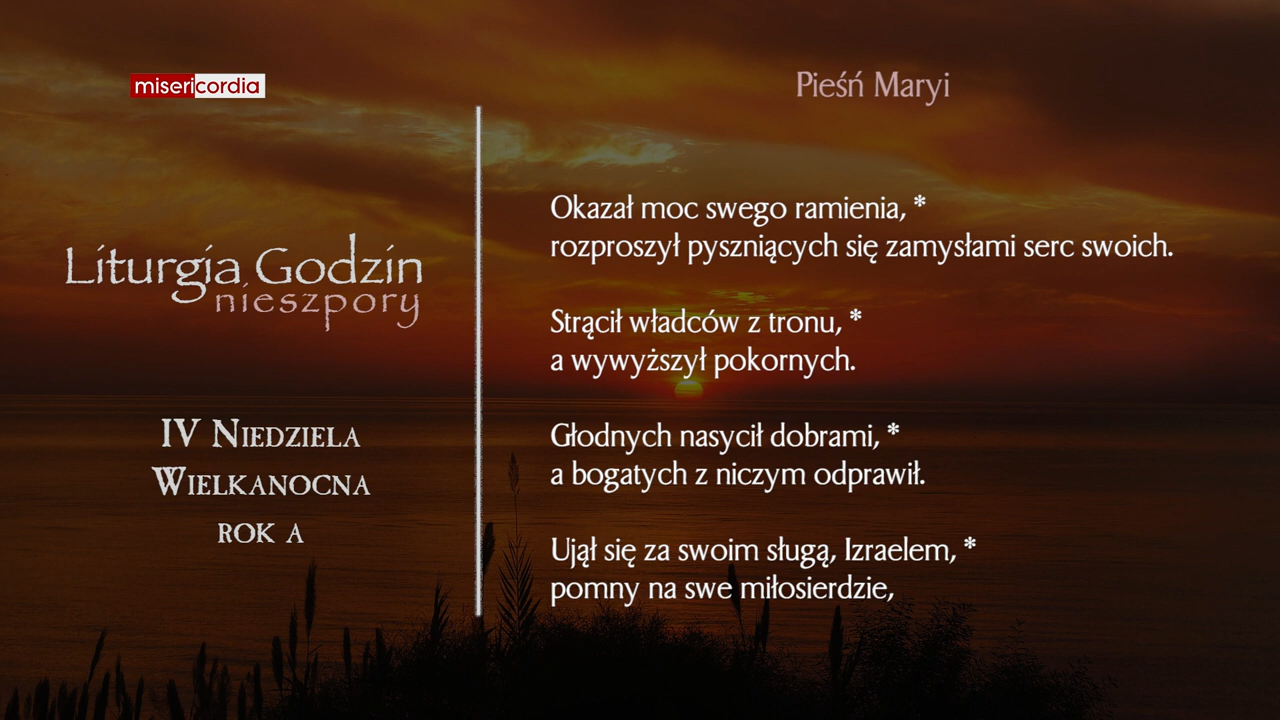 misericordia
Liturgia Godzin
nieszpory
IV Niedziela
Wielkanocna
rok A
Pieśń Maryi
Okazał moc swego ramienia, *
rozproszył pyszniących się zamysłami serc swoich.
Strącił władców z tronu, *
a wywyższył pokornych.
Głodnych nasycił dobrami, *
a bogatych z niczym odprawił.
Ujął się za swoim sługą, Izraelem, *
pomny na swe miłosierdzie,